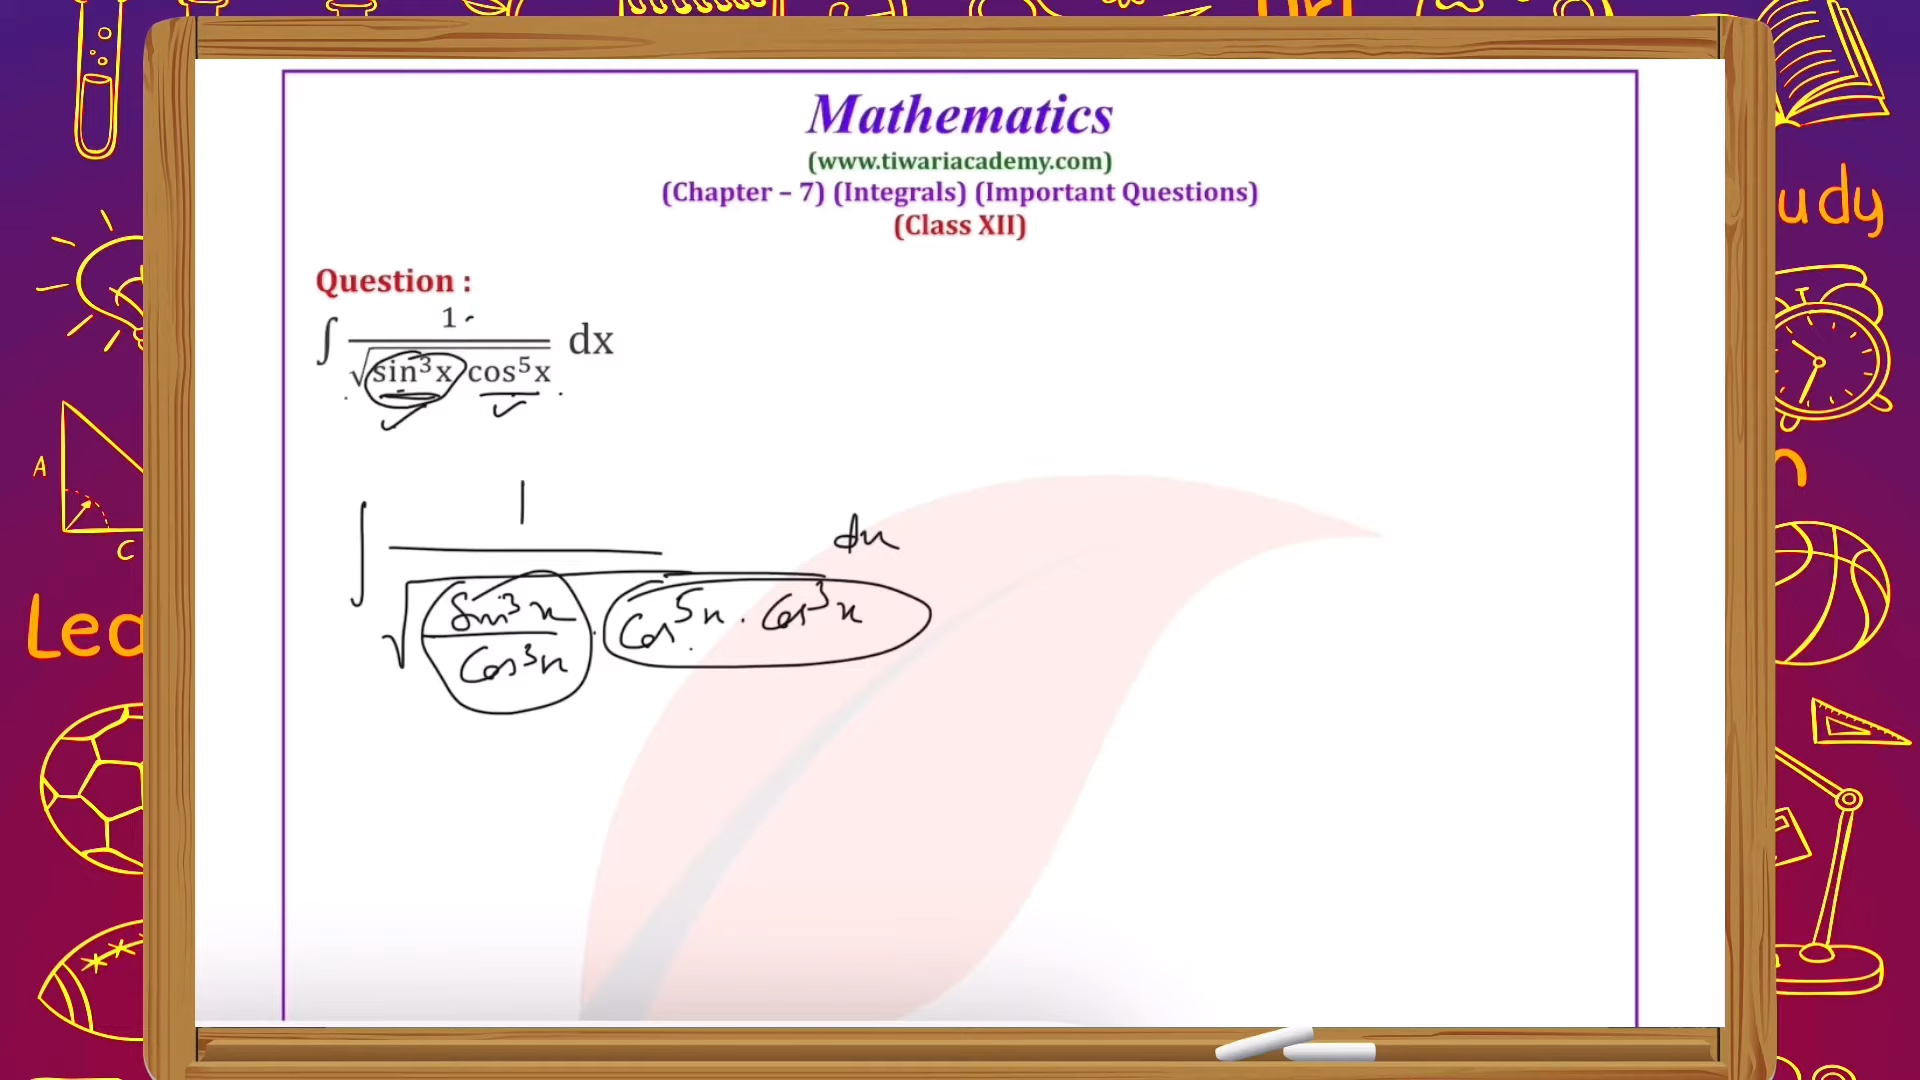 Art
Mathematics
(www.tiwariacademy.com)
(Chapter – 7) (Integrals) (Important Questions)
(Class XII)
udy
Question :
∫ 1 / √(sin³x cos⁵x) dx
A
C
n
∫ 1 / √(sin³x / cos³x · cos⁵x · cos³x) dx
Lea